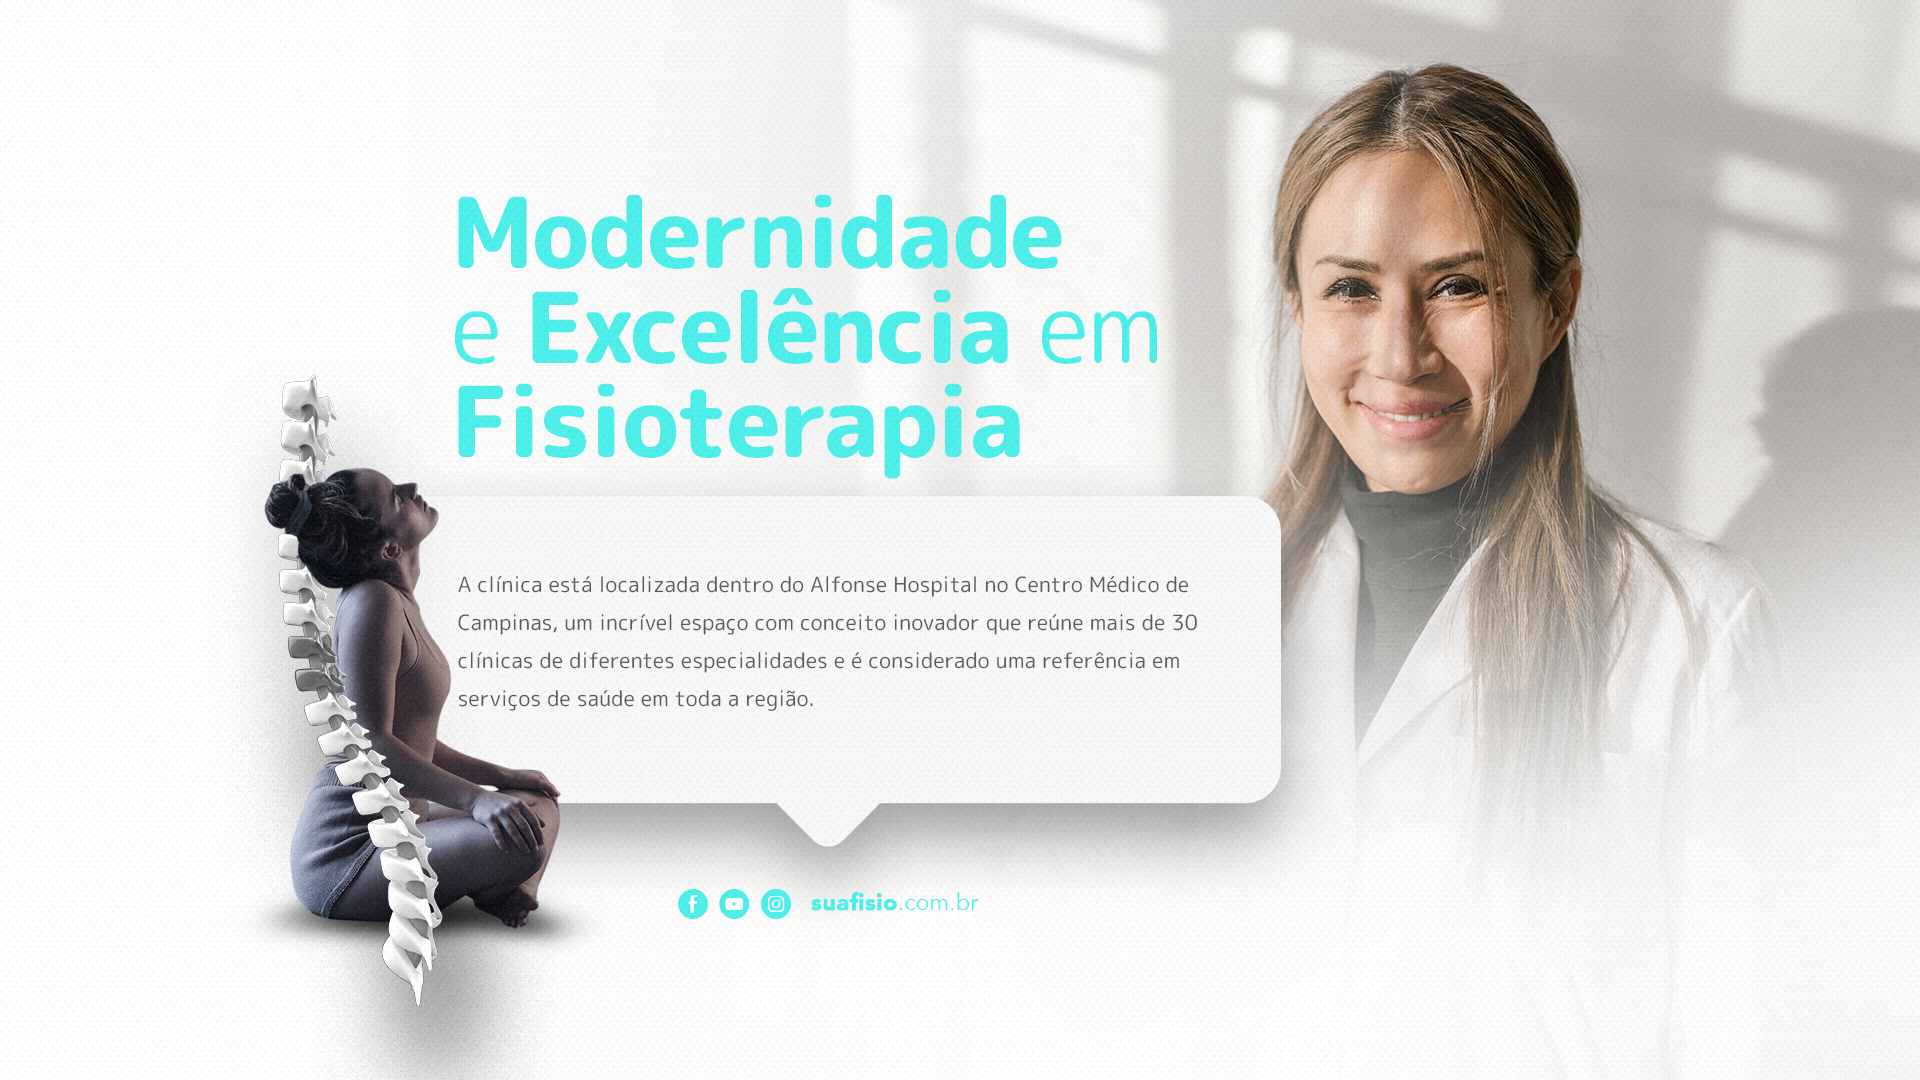 Modernidade
e Excelência em
Fisioterapia
A clínica está localizada dentro do Alfonse Hospital no Centro Médico de
Campinas, um incrível espaço com conceito inovador que reúne mais de 30
clínicas de diferentes especialidades e é considerado uma referência em
serviços de saúde em toda a região.
suafisio.com.br